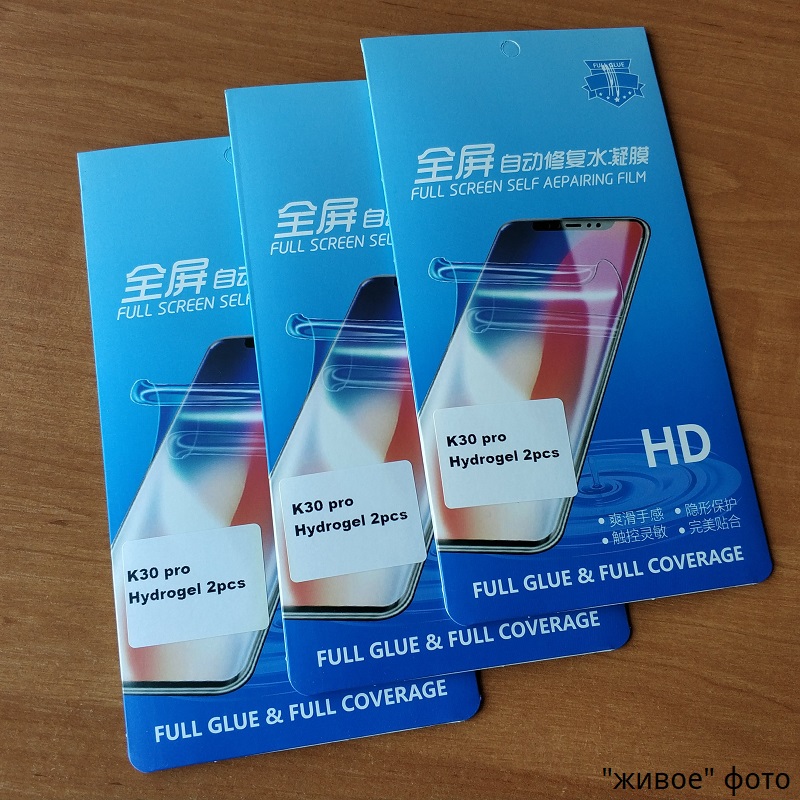 FULL GLUE
全屏 自动修复水凝膜
FULL SCREEN SELF AEPAIRING FILM
K30 pro
Hydrogel 2pcs
HD
• 爽滑手感 • 隐形保护
• 触控灵敏 • 完美贴合
FULL GLUE & FULL COVERAGE
全屏 自
FULL SCREEN SEL
K30 pro
Hydrogel 2pcs
FULL GLUE & FULL COVERAGE
全屏 自动
FULL SCREEN SELF
K30 pro
Hydrogel 2pcs
FULL GLUE & FULL COVERAGE
"живое" фото